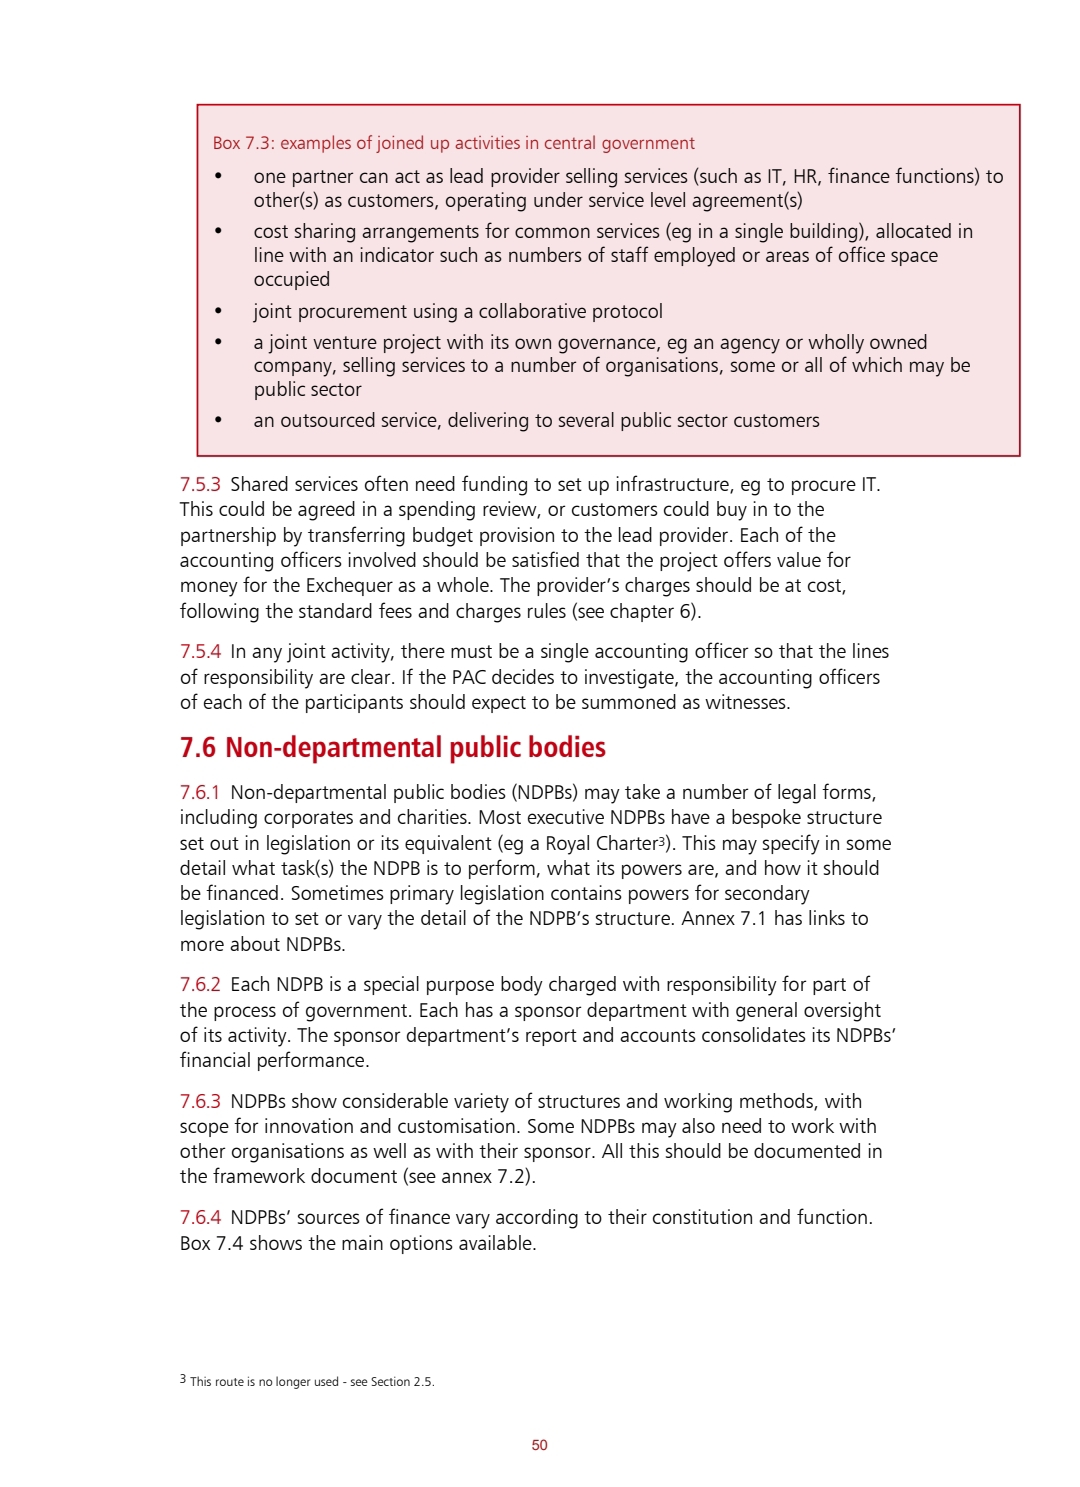 Box 7.3: examples of joined up activities in central government
• one partner can act as lead provider selling services (such as IT, HR, finance functions) to
other(s) as customers, operating under service level agreement(s)
• cost sharing arrangements for common services (eg in a single building), allocated in
line with an indicator such as numbers of staff employed or areas of office space
occupied
• joint procurement using a collaborative protocol
• a joint venture project with its own governance, eg an agency or wholly owned
company, selling services to a number of organisations, some or all of which may be
public sector
• an outsourced service, delivering to several public sector customers
7.5.3 Shared services often need funding to set up infrastructure, eg to procure IT.
This could be agreed in a spending review, or customers could buy in to the
partnership by transferring budget provision to the lead provider. Each of the
accounting officers involved should be satisfied that the project offers value for
money for the Exchequer as a whole. The provider’s charges should be at cost,
following the standard fees and charges rules (see chapter 6).
7.5.4 In any joint activity, there must be a single accounting officer so that the lines
of responsibility are clear. If the PAC decides to investigate, the accounting officers
of each of the participants should expect to be summoned as witnesses.
7.6 Non-departmental public bodies
7.6.1 Non-departmental public bodies (NDPBs) may take a number of legal forms,
including corporates and charities. Most executive NDPBs have a bespoke structure
set out in legislation or its equivalent (eg a Royal Charter3). This may specify in some
detail what task(s) the NDPB is to perform, what its powers are, and how it should
be financed. Sometimes primary legislation contains powers for secondary
legislation to set or vary the detail of the NDPB’s structure. Annex 7.1 has links to
more about NDPBs.
7.6.2 Each NDPB is a special purpose body charged with responsibility for part of
the process of government. Each has a sponsor department with general oversight
of its activity. The sponsor department’s report and accounts consolidates its NDPBs’
financial performance.
7.6.3 NDPBs show considerable variety of structures and working methods, with
scope for innovation and customisation. Some NDPBs may also need to work with
other organisations as well as with their sponsor. All this should be documented in
the framework document (see annex 7.2).
7.6.4 NDPBs’ sources of finance vary according to their constitution and function.
Box 7.4 shows the main options available.
3 This route is no longer used - see Section 2.5.
50